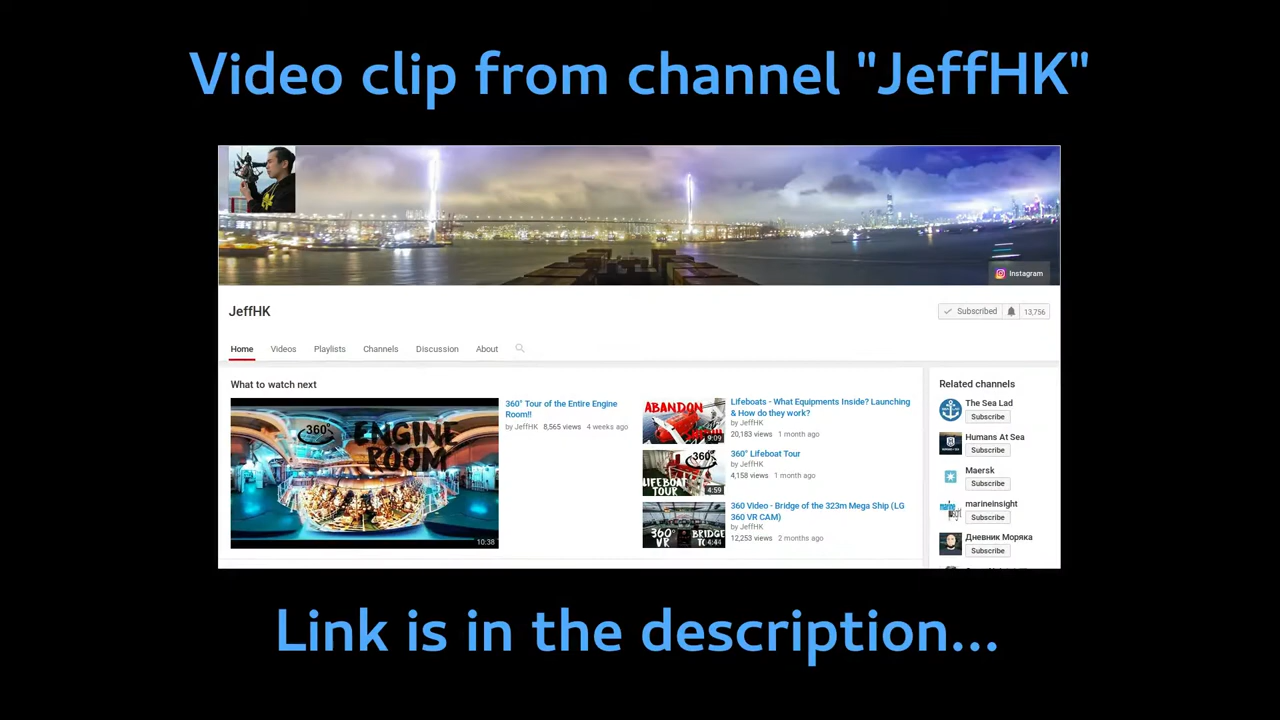 Video clip from channel "JeffHK"
Instagram
JeffHK
Subscribed 13,756
Home Videos Playlists Channels Discussion About
What to watch next
360°
ENGINE
ROOM
10:38
360° Tour of the Entire Engine
Room!!
by JeffHK 8,565 views 4 weeks ago
ABANDON
9:09
Lifeboats - What Equipments Inside? Launching
& How do they work?
by JeffHK
20,183 views 1 month ago
360°
LIFEBOAT
TOUR
4:59
360° Lifeboat Tour
by JeffHK
4,158 views 1 month ago
360°
VR
BRIDGE
4:44
360 Video - Bridge of the 323m Mega Ship (LG
360 VR CAM)
by JeffHK
12,253 views 2 months ago
Related channels
The Sea Lad
Subscribe
Humans At Sea
Subscribe
Maersk
Subscribe
marineinsight
Subscribe
Дневник Моряка
Subscribe
Link is in the description...